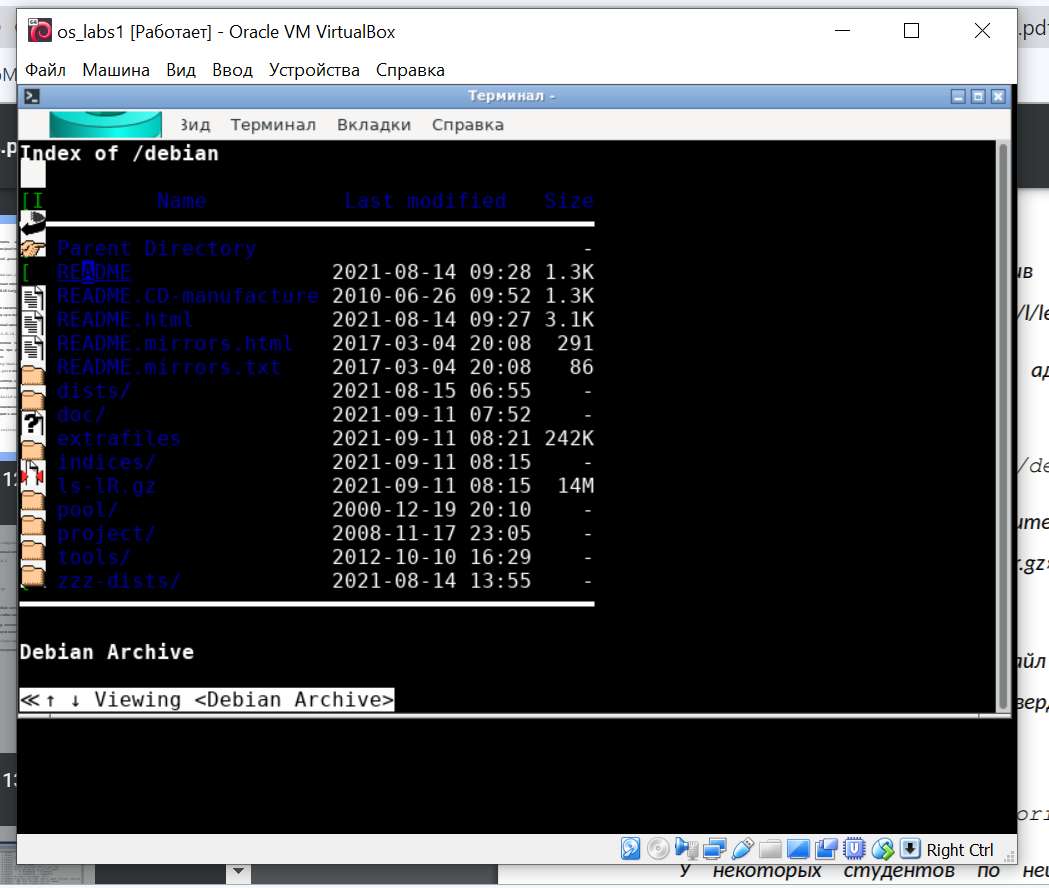 os_labs1 [Работает] - Oracle VM VirtualBox
.pdf
Файл Машина Вид Ввод Устройства Справка
Терминал -
Вид Терминал Вкладки Справка
Index of /debian
[I Name Last modified Size
Parent Directory -
[ README 2021-08-14 09:28 1.3K
README.CD-manufacture 2010-06-26 09:52 1.3K
README.html 2021-08-14 09:27 3.1K
README.mirrors.html 2017-03-04 20:08 291
README.mirrors.txt 2017-03-04 20:08 86
dists/ 2021-08-15 06:55 -
doc/ 2021-09-11 07:52 -
extrafiles 2021-09-11 08:21 242K
indices/ 2021-09-11 08:15 -
ls-lR.gz 2021-09-11 08:15 14M
pool/ 2000-12-19 20:10 -
project/ 2008-11-17 23:05 -
tools/ 2012-10-10 16:29 -
zzz-dists/ 2021-08-14 13:55 -
Debian Archive
≪↑ ↓ Viewing <Debian Archive>
Right Ctrl
У некоторых студентов по